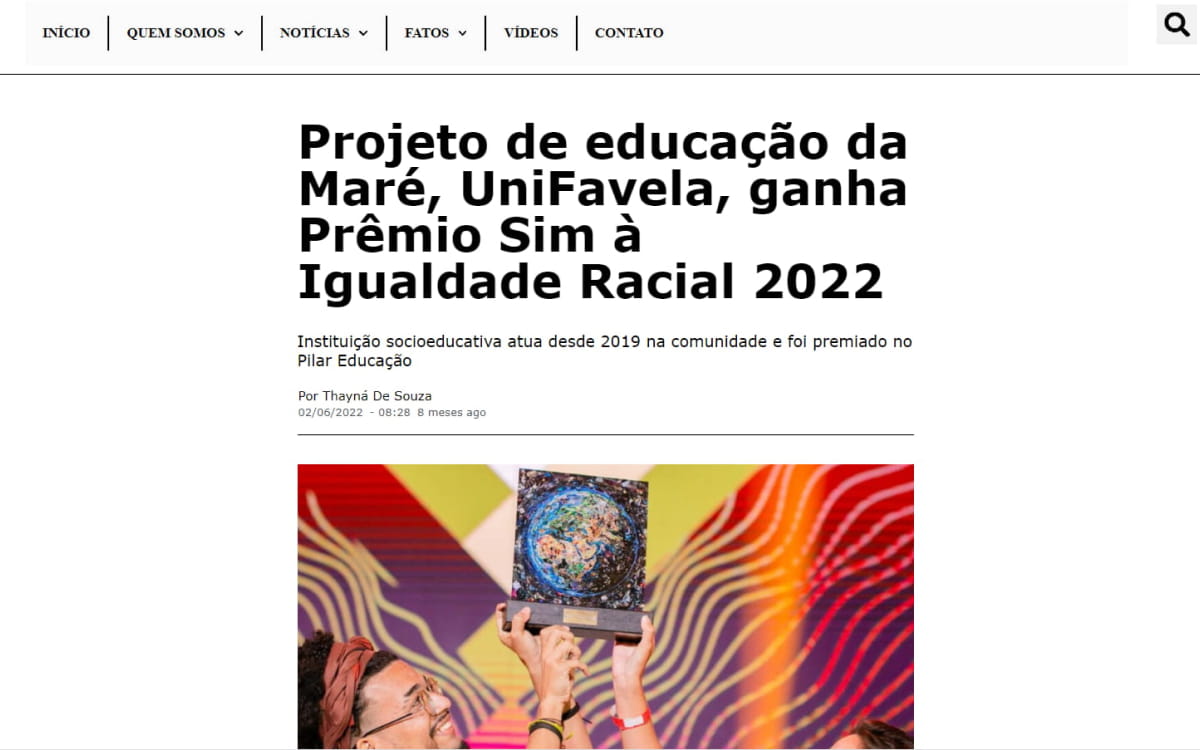 INÍCIO
QUEM SOMOS
NOTÍCIAS
FATOS
VÍDEOS
CONTATO
Projeto de educação da
Maré, UniFavela, ganha
Prêmio Sim à
Igualdade Racial 2022
Instituição socioeducativa atua desde 2019 na comunidade e foi premiado no
Pilar Educação
Por Thayná De Souza
02/06/2022 - 08:28 8 meses ago